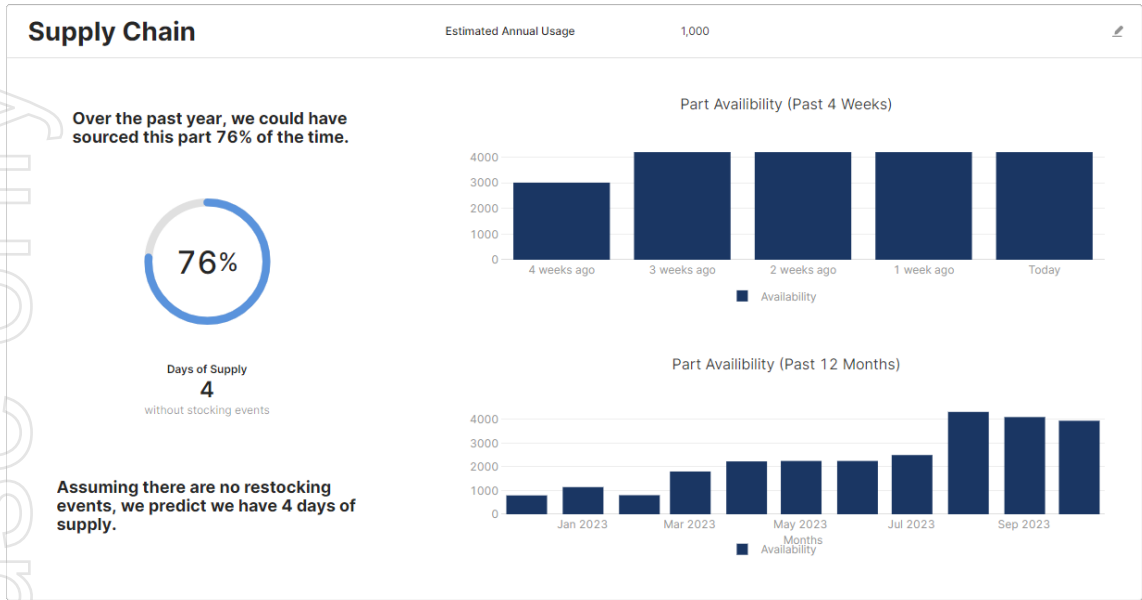 Supply Chain
Estimated Annual Usage 1,000
Over the past year, we could have
sourced this part 76% of the time.
76%
Days of Supply
4
without stocking events
Assuming there are no restocking
events, we predict we have 4 days of
supply.
Part Availibility (Past 4 Weeks)
4000
3000
2000
1000
0
4 weeks ago 3 weeks ago 2 weeks ago 1 week ago Today
Availability
Part Availibility (Past 12 Months)
4000
3000
2000
1000
0
Jan 2023 Mar 2023 May 2023 Jul 2023 Sep 2023
Months
Availability